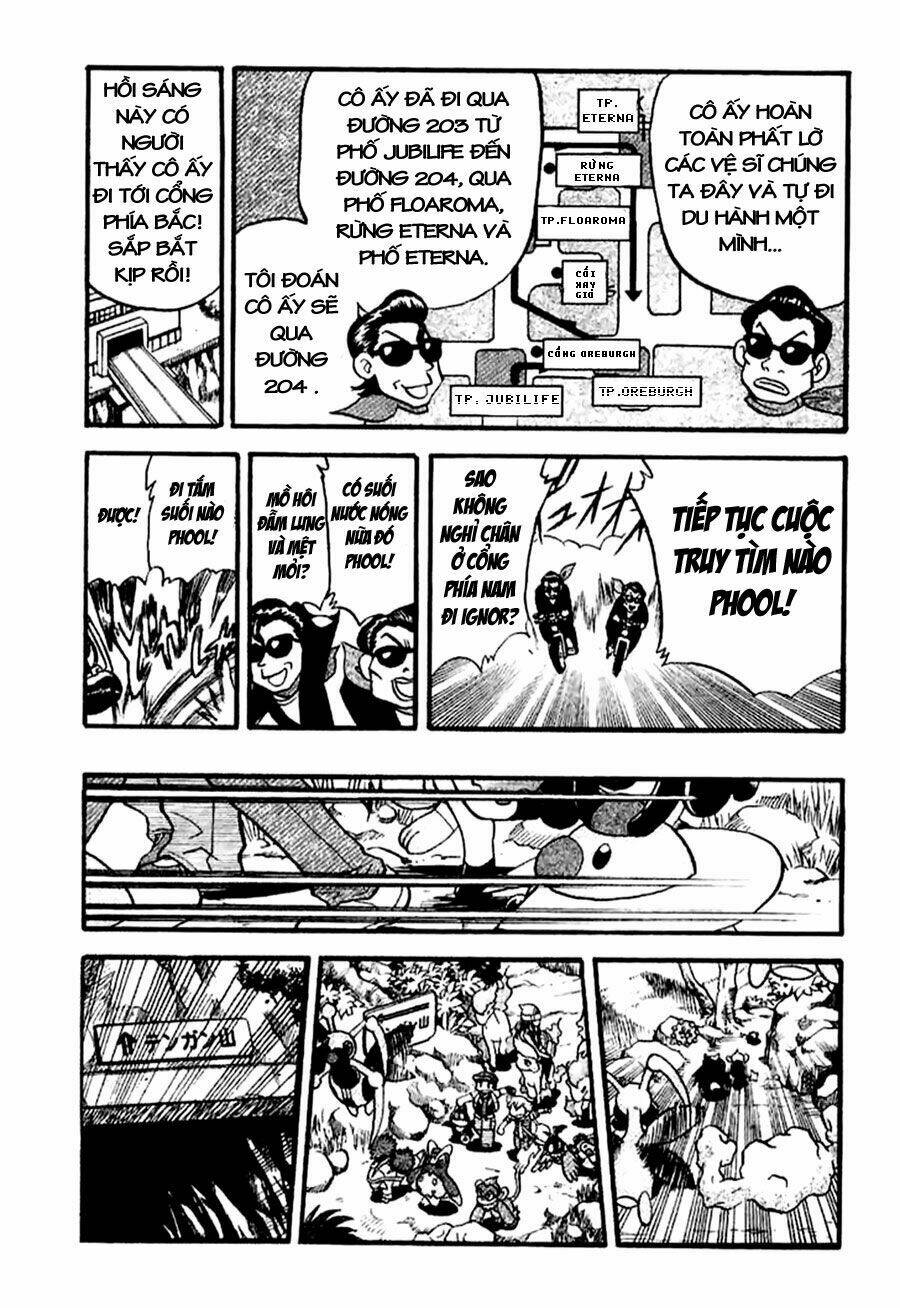 CÔ ẤY HOÀN
TOÀN PHẤT LỜ
CÁC VỆ SĨ CHÚNG
TA ĐÂY VÀ TỰ ĐI
DU HÀNH MỘT
MÌNH...
TP.
ETERNA
RỪNG
ETERNA
TP.FLOAROMA
CỐI
XAY
GIÓ
CỔNG OREBURGH
TP. JUBILIFE
TP.OREBURGH
CÔ ẤY ĐÃ ĐI QUA
ĐƯỜNG 203 TỪ
PHỐ JUBILIFE ĐẾN
ĐƯỜNG 204, QUA
PHỐ FLOAROMA,
RỪNG ETERNA VÀ
PHỐ ETERNA.
TÔI ĐOÁN
CÔ ẤY SẼ
QUA
ĐƯỜNG
204 .
HỒI SÁNG
NÀY CÓ
NGƯỜI
THẤY CÔ ẤY
ĐI TỚI CỔNG
PHÍA BẮC!
SẮP BẮT
KỊP RỒI!
TIẾP TỤC CUỘC
TRUY TÌM NÀO
PHOOL!
SAO
KHÔNG
NGHỈ CHÂN
Ở CỔNG
PHÍA NAM
ĐI IGNOR?
CÓ SUỐI
NƯỚC NÓNG
NỮA ĐÓ
PHOOL!
MỒ HÔI
ĐẪM LƯNG
VÀ MỆT
MỎI?
ĐI TẮM
SUỐI NÀO
PHOOL!
ĐƯỢC!
テンガン山